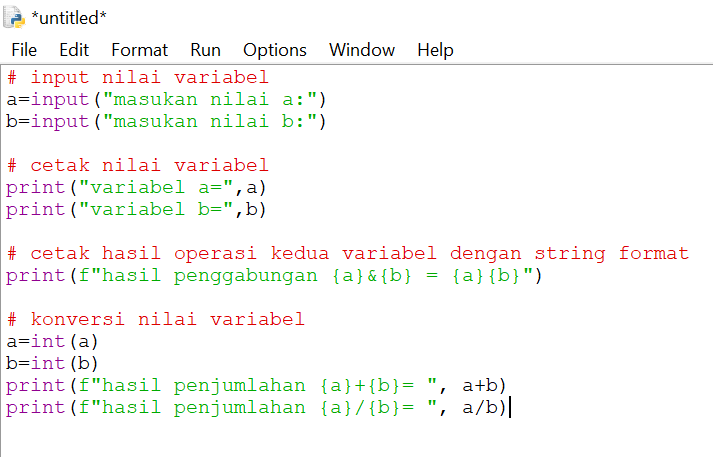 *untitled*
File Edit Format Run Options Window Help
# input nilai variabel
a=input("masukan nilai a:")
b=input("masukan nilai b:")
# cetak nilai variabel
print("variabel a=",a)
print("variabel b=",b)
# cetak hasil operasi kedua variabel dengan string format
print(f"hasil penggabungan {a}&{b} = {a}{b}")
# konversi nilai variabel
a=int(a)
b=int(b)
print(f"hasil penjumlahan {a}+{b}= ", a+b)
print(f"hasil penjumlahan {a}/{b}= ", a/b)